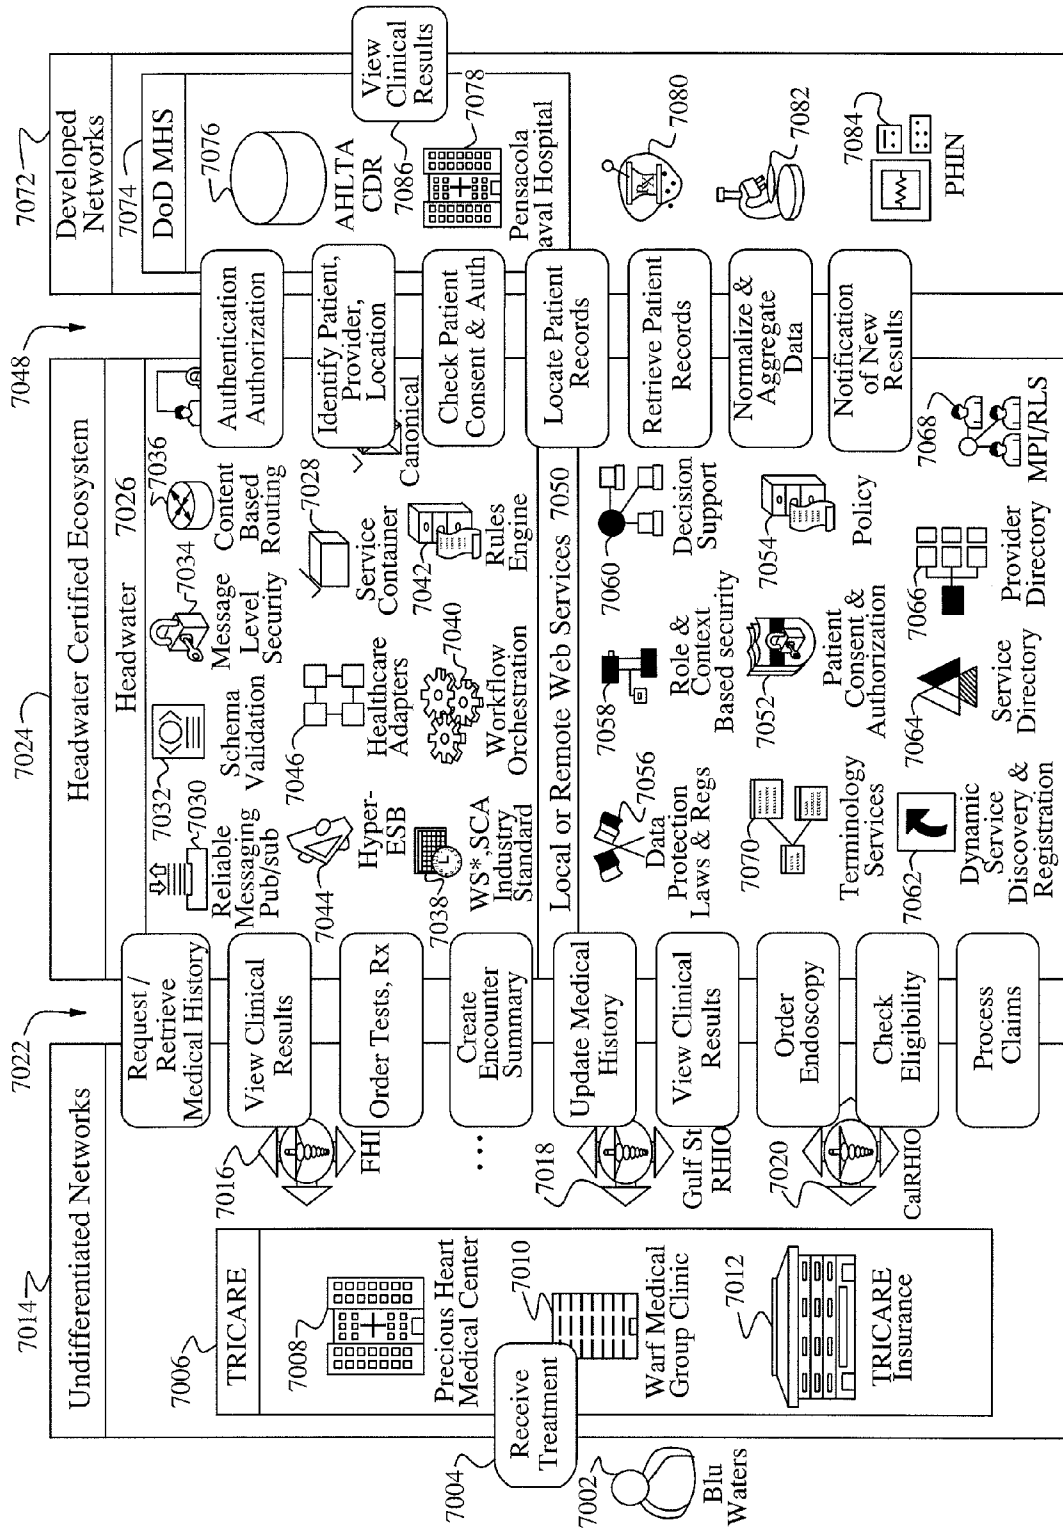 7014
Undifferentiated Networks
7006
TRICARE
7008
Precious Heart
Medical Center
7010
Warf Medical
Group Clinic
7012
TRICARE
Insurance
Receive
Treatment
7004
7002
Blu
Waters
7016
FHI
...
7018
Gulf St
RHIO
7020
CalRHIO
7022
Request /
Retrieve
Medical History
View Clinical
Results
Order Tests, Rx
Create
Encounter
Summary
Update Medical
History
View Clinical
Results
Order
Endoscopy
Check
Eligibility
Process
Claims
7024
Headwater Certified Ecosystem
Headwater 7026
7032
7030
Reliable
Messaging
Pub/sub
Schema
Validation
7034
Message
Level
Security
7036
Content
Based
Routing
7044
Hyper-
ESB
7046
Healthcare
Adapters
7028
Service
Container
Canonical
7038
WS*,SCA
Industry
Standard
7040
Workflow
Orchestration
7042
Rules
Engine
Local or Remote Web Services 7050
7056
Data
Protection
Laws & Regs
7058
Role &
Context
Based security
7060
Decision
Support
7070
Terminology
Services
7052
Patient
Consent &
Authorization
7054
Policy
7062
Dynamic
Service
Discovery &
Registration
7064
Service
Directory
7066
Provider
Directory
7068
MPI/RLS
7048
Authentication
Authorization
Identify Patient,
Provider,
Location
Check Patient
Consent & Auth
Locate Patient
Records
Retrieve Patient
Records
Normalize &
Aggregate
Data
Notification
of New
Results
7072
Developed
Networks
7074
DoD MHS
7076
AHLTA
CDR
View
Clinical
Results
7086
7078
Pensacola
aval Hospital
7080
Rx
7082
7084
PHIN